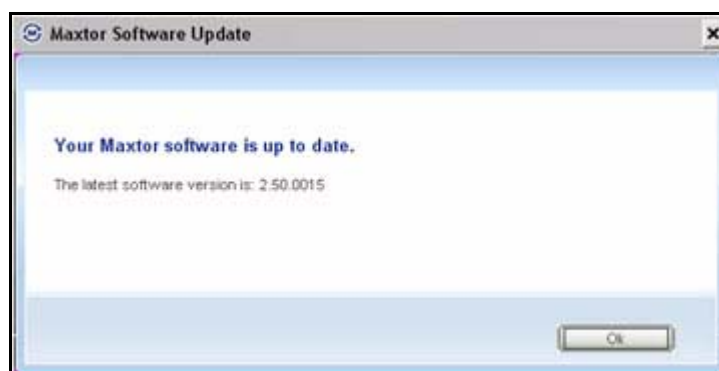 Maxtor Software Update
Your Maxtor software is up to date.
The latest software version is: 2.50.0015
Ok